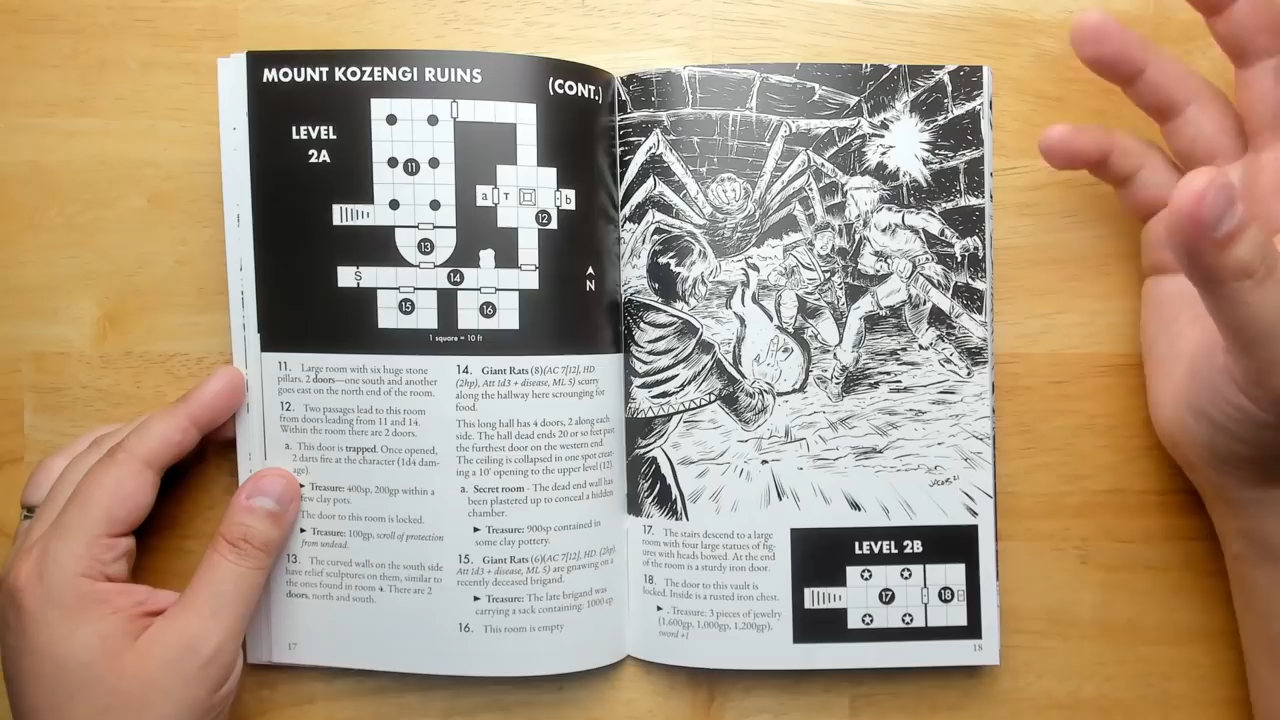 MOUNT KOZENGI RUINS
(CONT.)
LEVEL
2A
11
a
T
b
12
13
S
14
N
15
16
1 square = 10 ft
11. Large room with six huge stone
pillars. 2 doors—one south and another
goes east on the north end of the room.
12. Two passages lead to this room
from doors leading from 11 and 14.
Within the room there are 2 doors.
a. This door is trapped. Once opened,
2 darts fire at the character (1d4 dam-
age).
► Treasure: 400sp, 200gp within a
few clay pots.
The door to this room is locked.
► Treasure: 100gp, scroll of protection
from undead.
13. The curved walls on the south side
have relief sculptures on them, similar to
the ones found in room 4. There are 2
doors, north and south.
17
14. Giant Rats (8)(AC 7[12], HD.
(2hp), Att 1d3 + disease, ML 5) scurry
along the hallway here scrounging for
food.
This long hall has 4 doors, 2 along each
side. The hall dead ends 20 or so feet past
the furthest door on the western end.
The ceiling is collapsed in one spot creat-
ing a 10' opening to the upper level (12).
a. Secret room - The dead end wall has
been plastered up to conceal a hidden
chamber.
► Treasure: 900sp contained in
some clay pottery.
15. Giant Rats (6)(AC 7[12], HD. (2hp),
Att 1d3 + disease, ML 5) are gnawing on a
recently deceased brigand.
► Treasure: The late brigand was
carrying a sack containing: 1000
16. This room is empty
JACOB 21
17. The stairs descend to a large
room with four large statues of fig-
ures with heads bowed. At the end
of the room is a sturdy iron door.
18. The door to this vault is
locked. Inside is a rusted iron chest.
► . Treasure: 3 pieces of jewelry
(1,600gp, 1,000gp, 1,200gp),
sword +1
LEVEL 2B
17
18
18